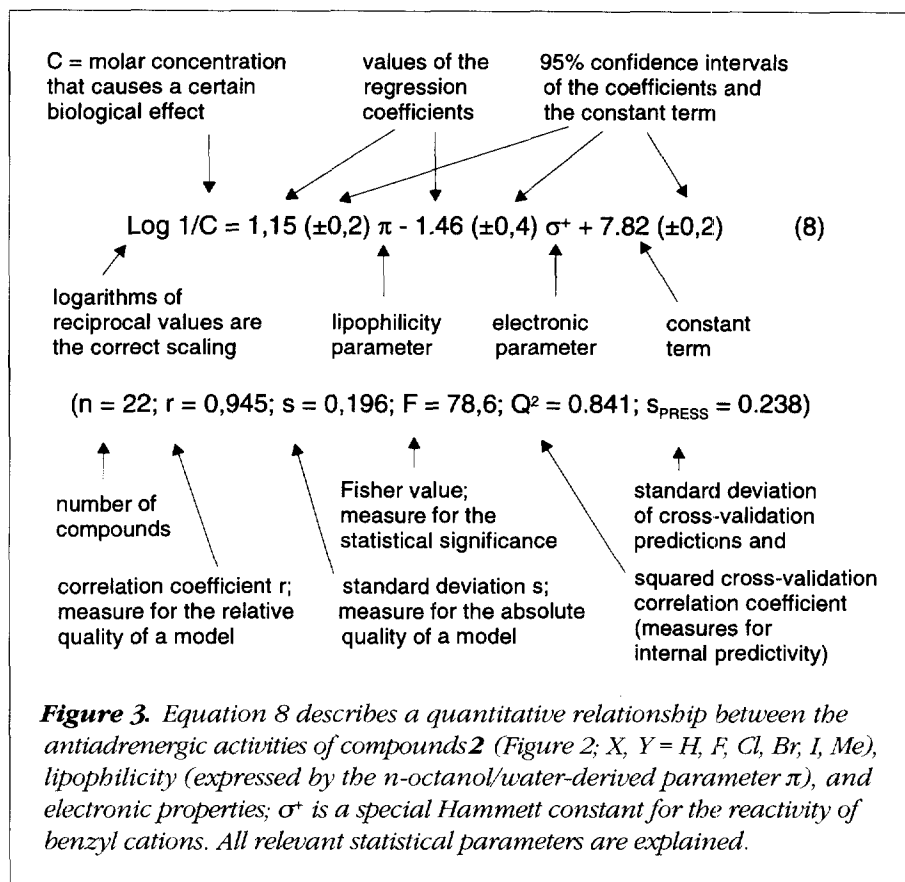 C = molar concentration
that causes a certain
biological effect
values of the
regression
coefficients
95% confidence intervals
of the coefficients and
the constant term
Log 1/C = 1,15 (±0,2) π - 1.46 (±0,4) σ⁺ + 7.82 (±0,2) (8)
logarithms of
reciprocal values are
the correct scaling
lipophilicity
parameter
electronic
parameter
constant
term
(n = 22; r = 0,945; s = 0,196; F = 78,6; Q² = 0.841; sPRESS = 0.238)
number of
compounds
Fisher value;
measure for the
statistical significance
standard deviation
of cross-validation
predictions and
correlation coefficient r;
measure for the relative
quality of a model
standard deviation s;
measure for the absolute
quality of a model
squared cross-validation
correlation coefficient
(measures for
internal predictivity)
Figure 3. Equation 8 describes a quantitative relationship between the
antiadrenergic activities of compounds 2 (Figure 2; X, Y = H, F, Cl, Br, I, Me),
lipophilicity (expressed by the n-octanol/water-derived parameter π), and
electronic properties; σ⁺ is a special Hammett constant for the reactivity of
benzyl cations. All relevant statistical parameters are explained.